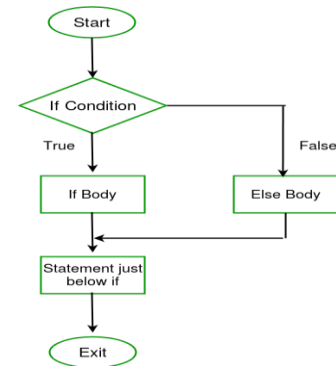 Start
If Condition
True
False
If Body
Else Body
Statement just
below if
Exit